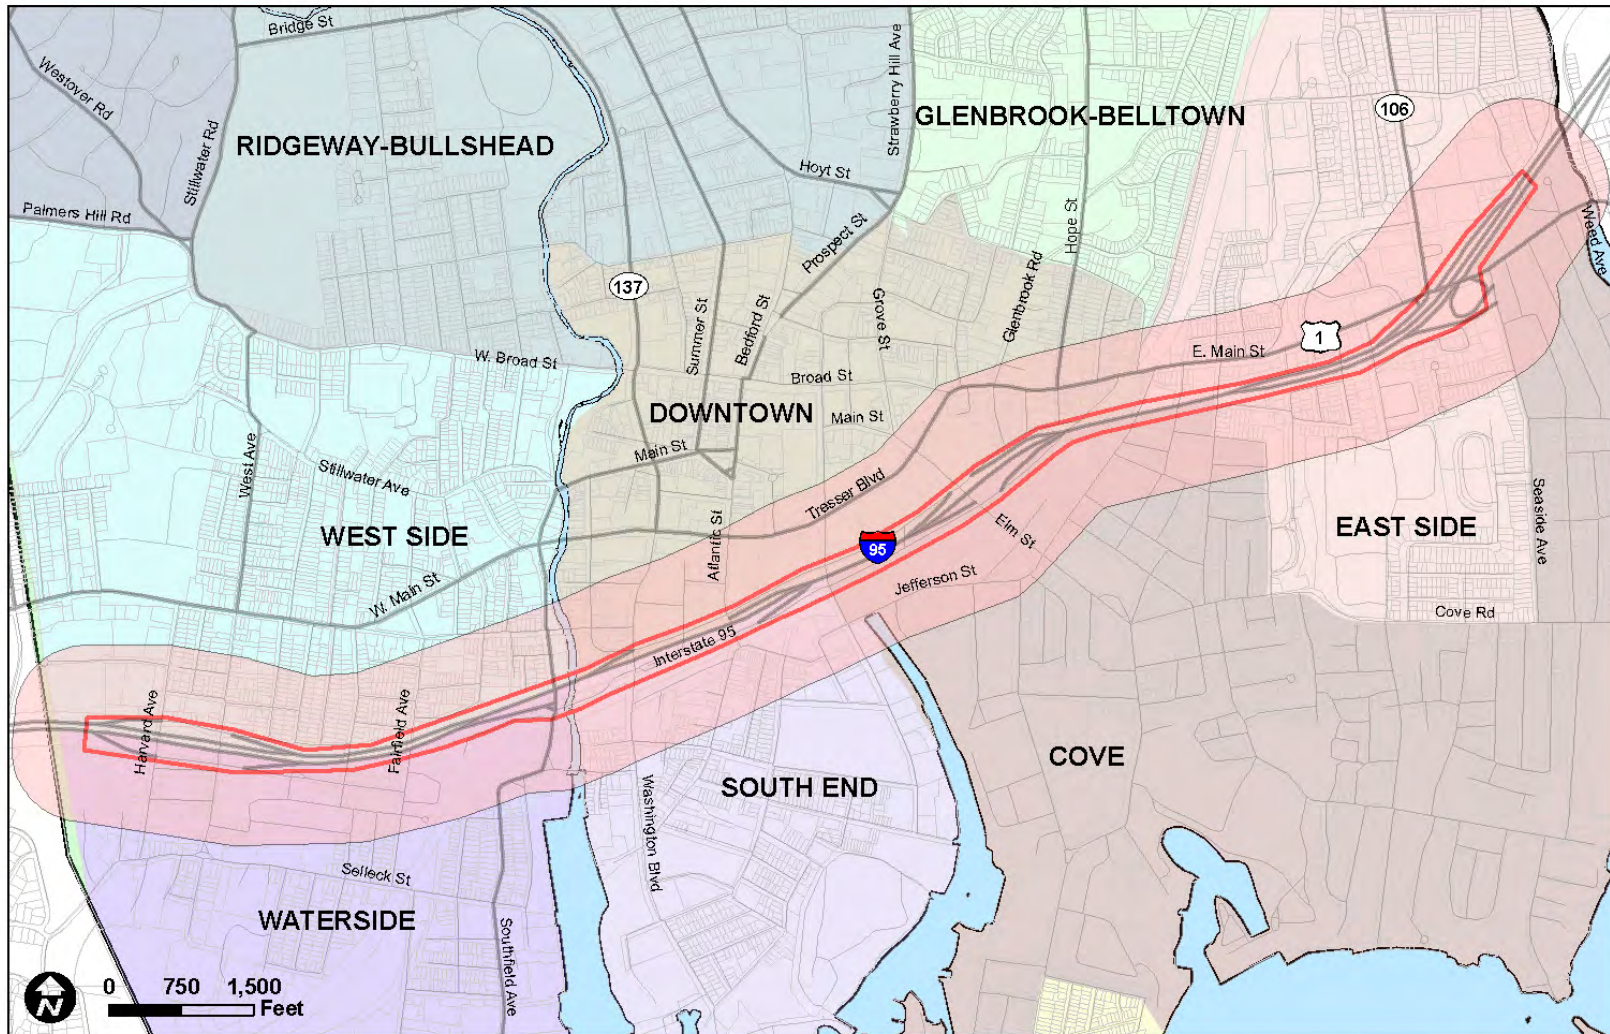 Bridge St
Westover Rd
Stillwater Rd
RIDGEWAY-BULLSHEAD
Strawberry Hill Ave
GLENBROOK-BELLTOWN
106
Hoyt St
Palmers Hill Rd
Prospect St
Hope St
Weed Ave
137
Summer St
Bedford St
Grove St
Glenbrook Rd
1
E. Main St
W. Broad St
Broad St
DOWNTOWN
Main St
Main St
West Ave
Stillwater Ave
Tresser Blvd
Seaside Ave
WEST SIDE
Atlantic St
95
Elm St
EAST SIDE
W. Main St
Jefferson St
Cove Rd
Interstate 95
Harvard Ave
Fairfield Ave
COVE
SOUTH END
Washington Blvd
Selleck St
WATERSIDE
Southfield Ave
N
0 750 1,500
Feet